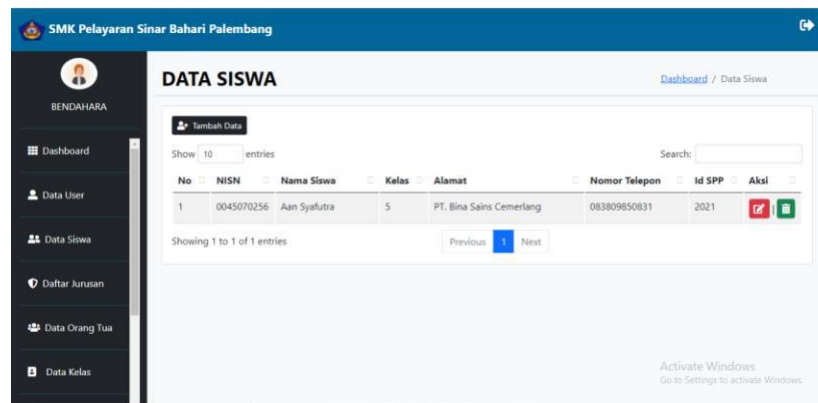 SMK Pelayaran Sinar Bahari Palembang
BENDAHARA
Dashboard
Data User
Data Siswa
Daftar Jurusan
Data Orang Tua
Data Kelas
DATA SISWA
Dashboard / Data Siswa
Tambah Data
Show 10 entries
Search:
No NISN Nama Siswa Kelas Alamat Nomor Telepon Id SPP Aksi
1 0045070256 Aan Syafutra 5 PT. Bina Sains Cemerlang 083809850831 2021 |
Showing 1 to 1 of 1 entries
Previous 1 Next
Activate Windows
Go to Settings to activate Windows.